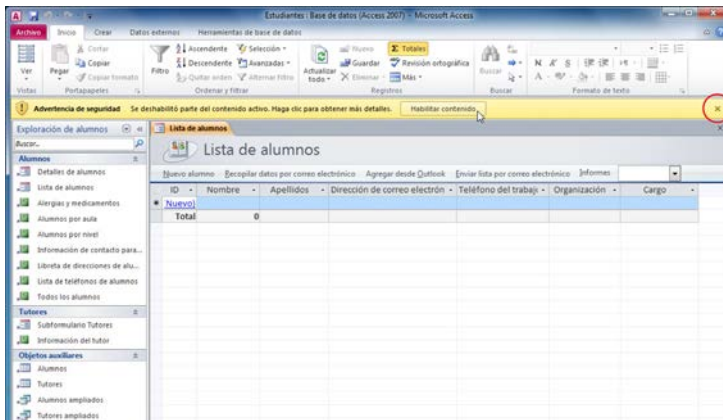 Estudiantes : Base de datos (Access 2007) - Microsoft Access
Archivo Inicio Crear Datos externos Herramientas de base de datos
Ver
Vistas
Pegar
Cortar
Copiar
Copiar formato
Portapapeles
Filtro
Ascendente
Descendente
Quitar orden
Selección
Avanzadas
Alternar filtro
Ordenar y filtrar
Actualizar todo
Nuevo
Guardar
Eliminar
Totales
Revisión ortográfica
Más
Registros
Buscar
Buscar
N K S
A
Formato de texto
Advertencia de seguridad Se deshabilitó parte del contenido activo. Haga clic para obtener más detalles. Habilitar contenido
Exploración de alumnos
Buscar...
Alumnos
Detalles de alumnos
Lista de alumnos
Alergias y medicamentos
Alumnos por aula
Alumnos por nivel
Información de contacto para...
Libreta de direcciones de alu...
Lista de teléfonos de alumnos
Todos los alumnos
Tutores
Subformulario Tutores
Información del tutor
Objetos auxiliares
Alumnos
Tutores
Alumnos ampliados
Tutores ampliados
Lista de alumnos
Lista de alumnos
Nuevo alumno Recopilar datos por correo electrónico Agregar desde Outlook Enviar lista por correo electrónico Informes
ID Nombre Apellidos Dirección de correo electrón Teléfono del trabajo Organización Cargo
Nuevo)
Total 0